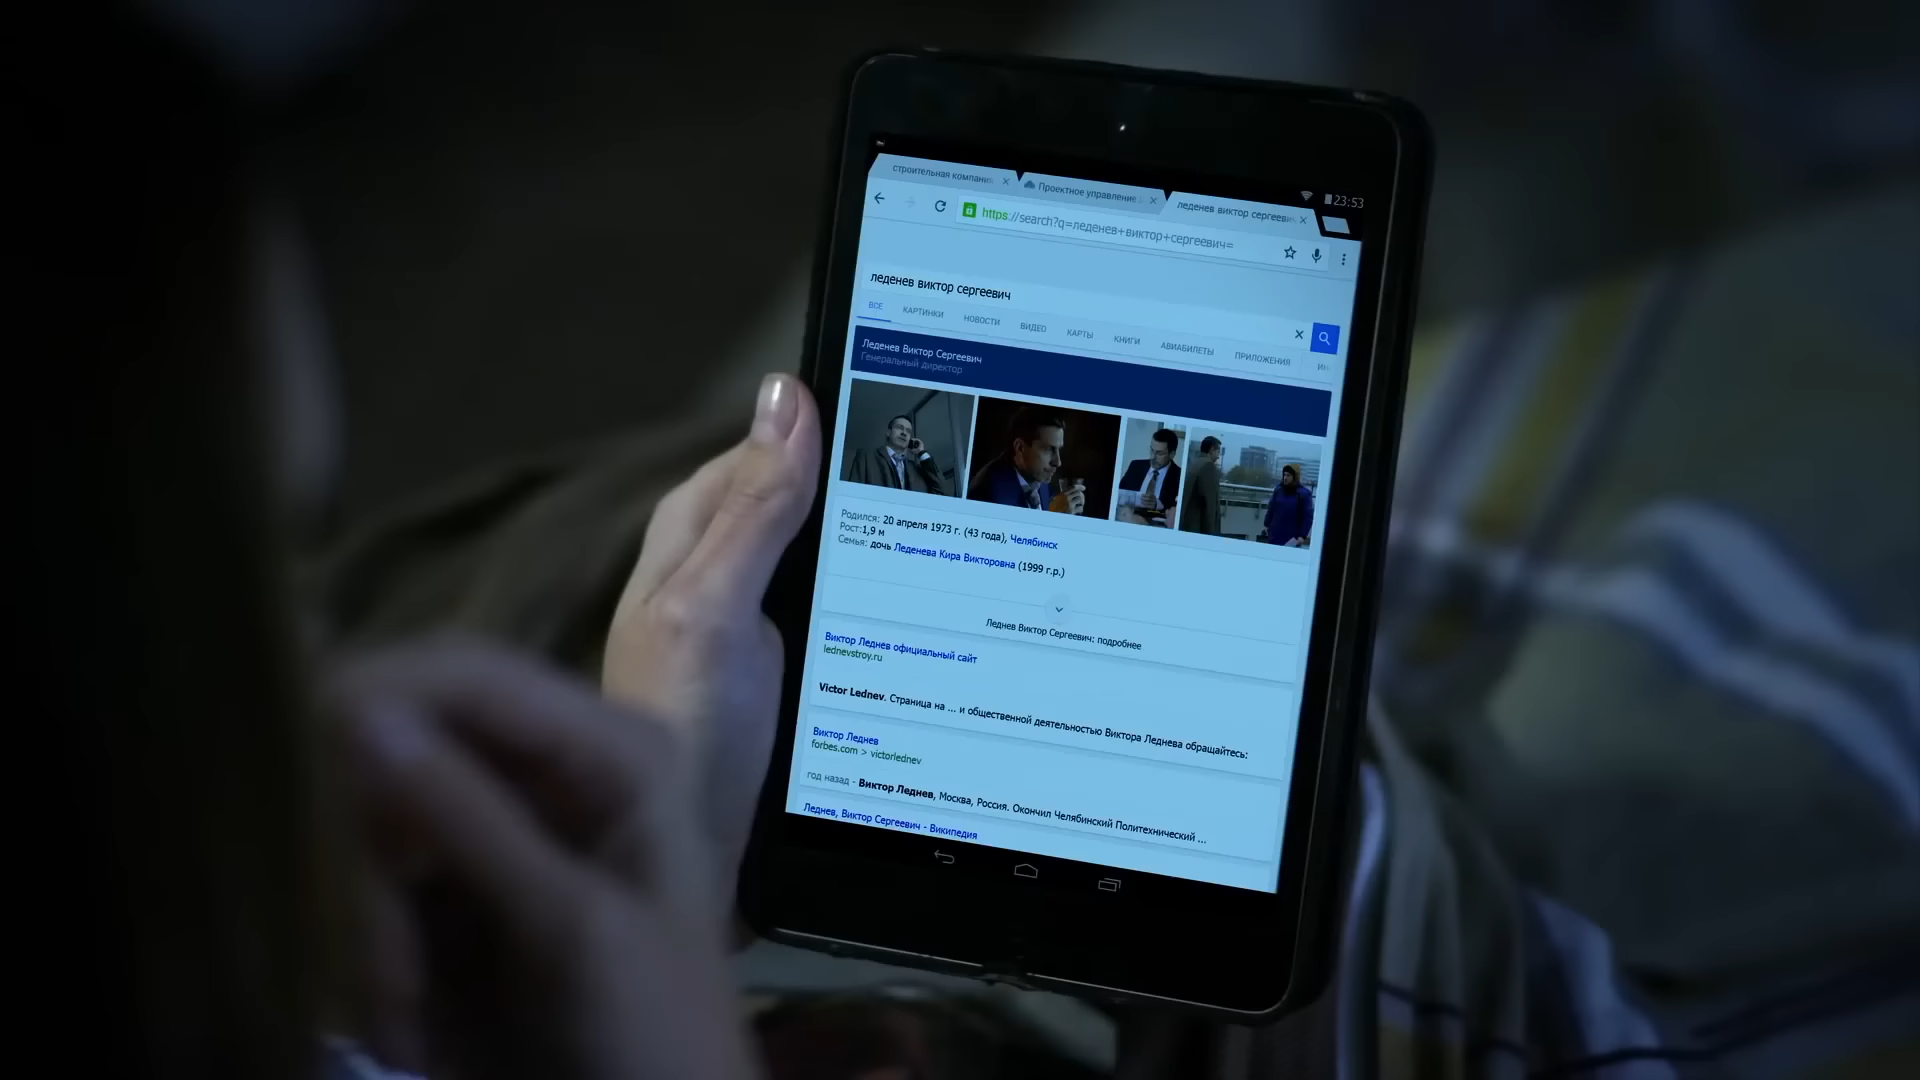 23:53
строительная компания
Проектное управление
леденев виктор сергеевич
https://search?q=леденев+виктор+сергеевич=
леденев виктор сергеевич
ВСЕ КАРТИНКИ НОВОСТИ ВИДЕО КАРТЫ КНИГИ АВИАБИЛЕТЫ ПРИЛОЖЕНИЯ
Леденев Виктор Сергеевич
Генеральный директор
Родился: 20 апреля 1973 г. (43 года), Челябинск
Рост:1,9 м
Семья: дочь Леденева Кира Викторовна (1999 г.р.)
Леднев Виктор Сергеевич: подробнее
Виктор Леднев официальный сайт
lednevstroy.ru
Victor Lednev. Страница на ... и общественной деятельностью Виктора Леднева обращайтесь:
Виктор Леднев
forbes.com > victorlednev
год назад - Виктор Леднев, Москва, Россия. Окончил Челябинский Политехнический ...
Леднев, Виктор Сергеевич - Википедия